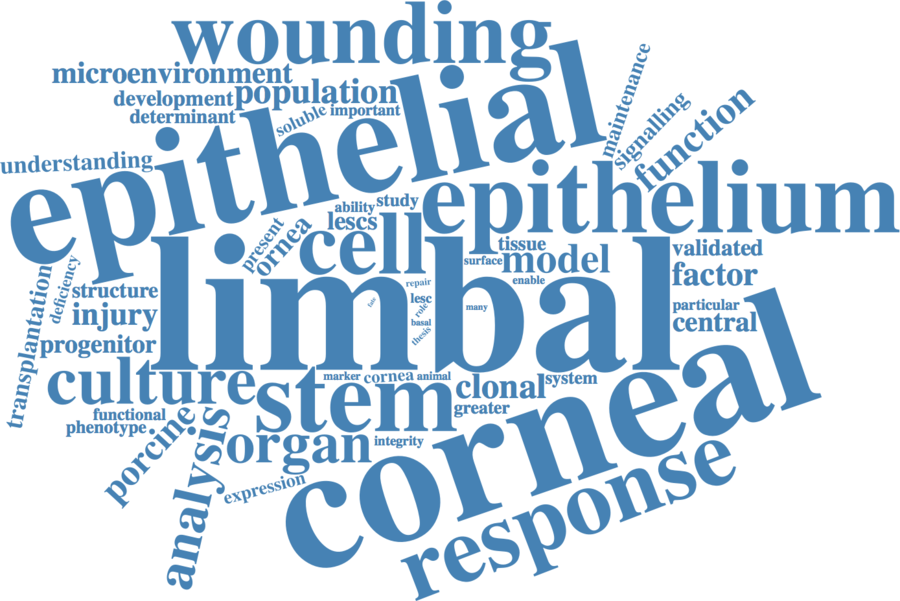 wounding
microenvironment
development
population
determinant
soluble
important
maintenance
signalling
function
understanding
epithelial
epithelium
ability
study
lescs
present
ornea
cell
tissue
surface
model
enable
validated
factor
limbal
deficiency
structure
transplantation
injury
progenitor
repair
fate
lesc
role
basal
thesis
many
particular
central
culture
marker
cornea
animal
stem
clonal
system
greater
functional
phenotype
porcine
analysis
organ
integrity
expression
corneal
response